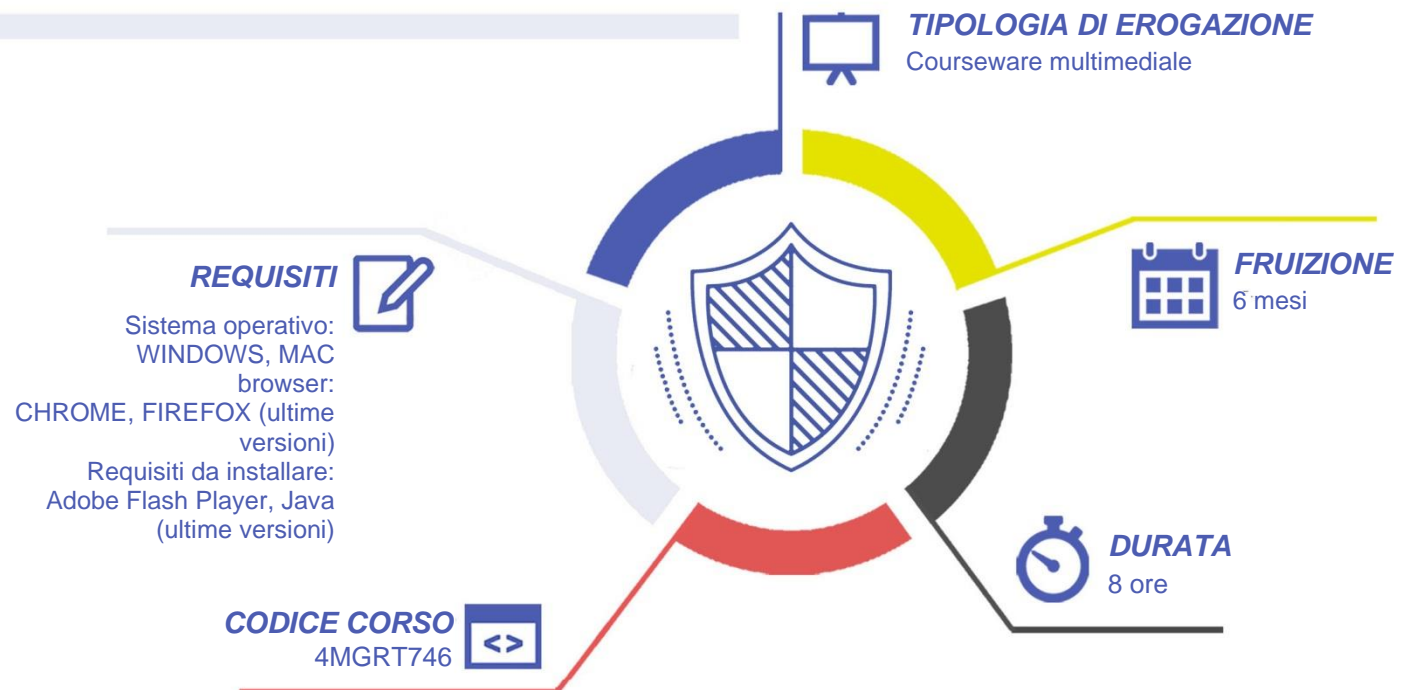 TIPOLOGIA DI EROGAZIONE
Courseware multimediale
REQUISITI
Sistema operativo:
WINDOWS, MAC
browser:
CHROME, FIREFOX (ultime
versioni)
Requisiti da installare:
Adobe Flash Player, Java
(ultime versioni)
FRUIZIONE
6 mesi
DURATA
8 ore
CODICE CORSO
<>
4MGRT746